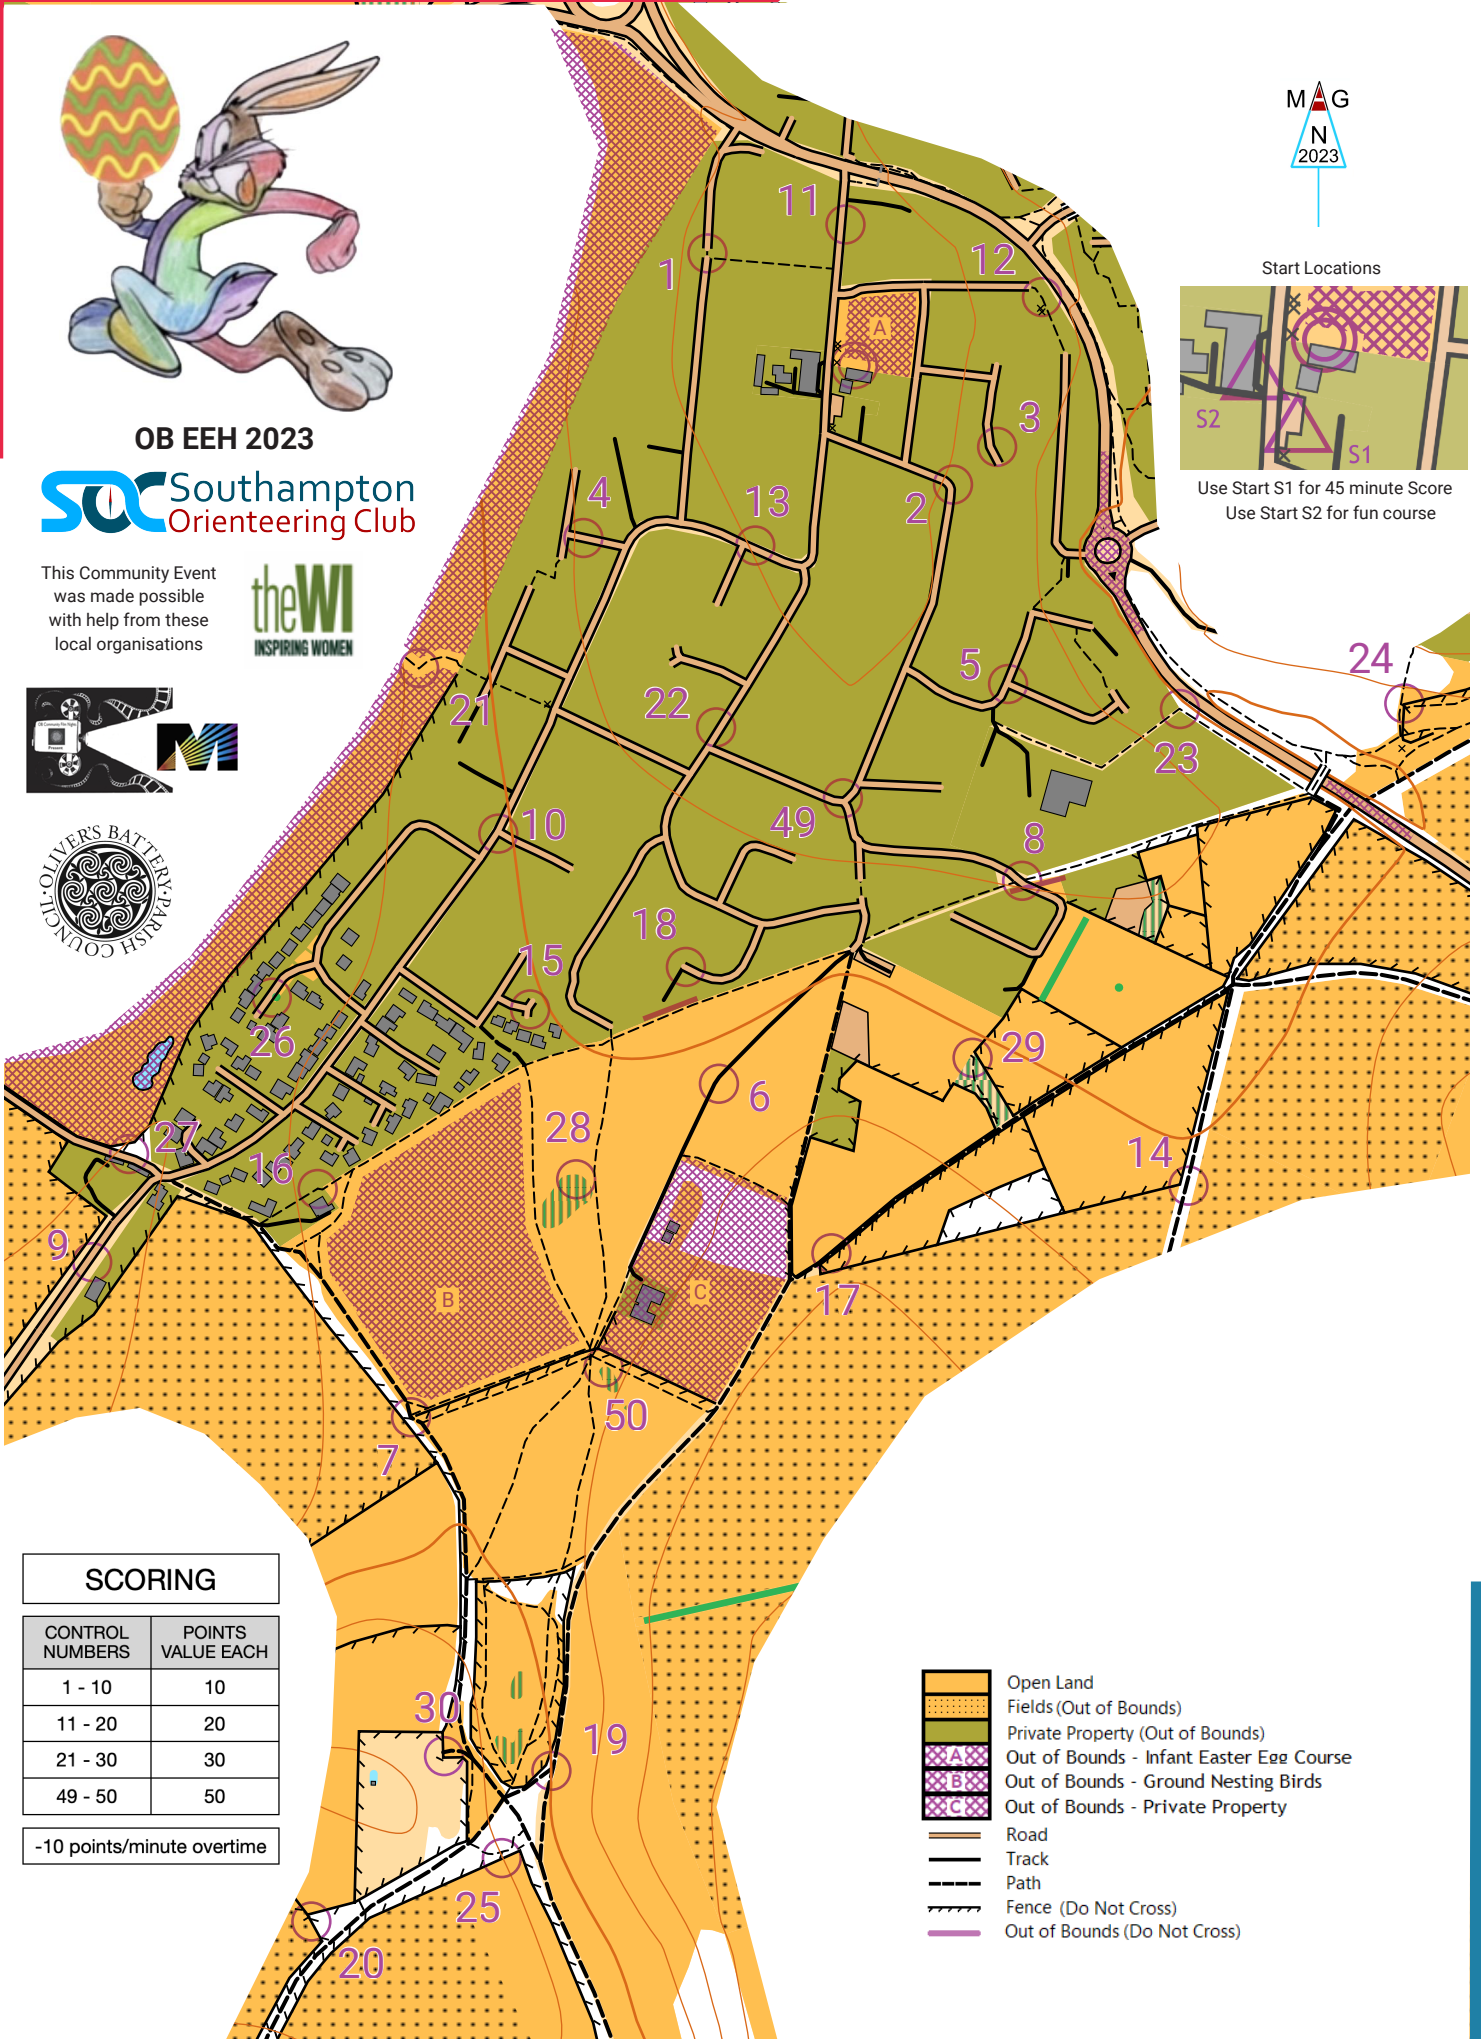 MAG
N
2023
Start Locations
S2
S1
Use Start S1 for 45 minute Score
Use Start S2 for fun course
OB EEH 2023
SOC Southampton
Orienteering Club
This Community Event
was made possible
with help from these
local organisations
theWI
INSPIRING WOMEN
M
OLIVER'S BATTERY · PARISH COUNCIL ·
11
1
12
A
3
4
13
2
5
24
21
22
23
10
49
8
18
15
26
29
6
27
28
16
14
9
B
C
17
50
7
30
19
25
20
SCORING
CONTROL NUMBERS POINTS VALUE EACH
1 - 10 10
11 - 20 20
21 - 30 30
49 - 50 50
-10 points/minute overtime
Open Land
Fields (Out of Bounds)
Private Property (Out of Bounds)
A Out of Bounds - Infant Easter Egg Course
B Out of Bounds - Ground Nesting Birds
C Out of Bounds - Private Property
Road
Track
Path
Fence (Do Not Cross)
Out of Bounds (Do Not Cross)